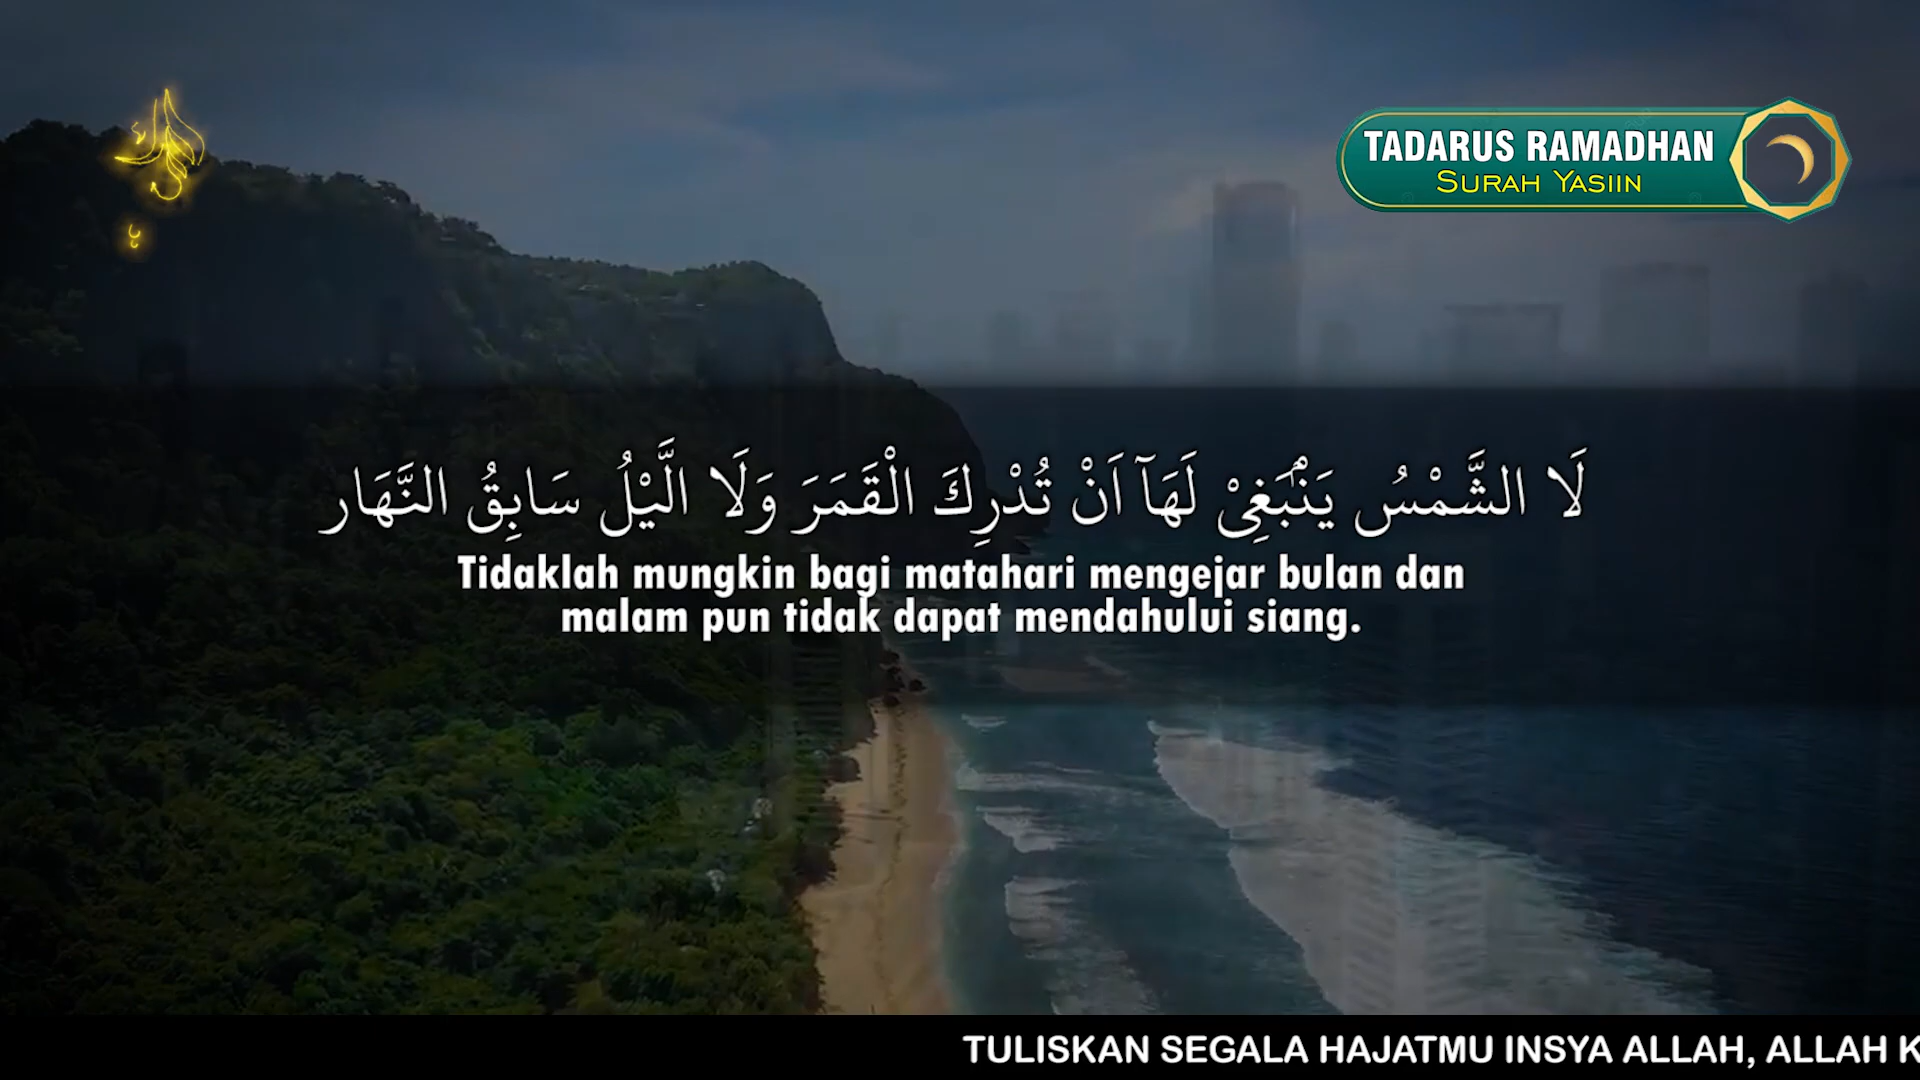 TADARUS RAMADHAN
SURAH YASIIN
لَا الشَّمْسُ يَنْۢبَغِيْ لَهَآ اَنْ تُدْرِكَ الْقَمَرَ وَلَا الَّيْلُ سَابِقُ النَّهَار
Tidaklah mungkin bagi matahari mengejar bulan dan
malam pun tidak dapat mendahului siang.
TULISKAN SEGALA HAJATMU INSYA ALLAH, ALLAH K